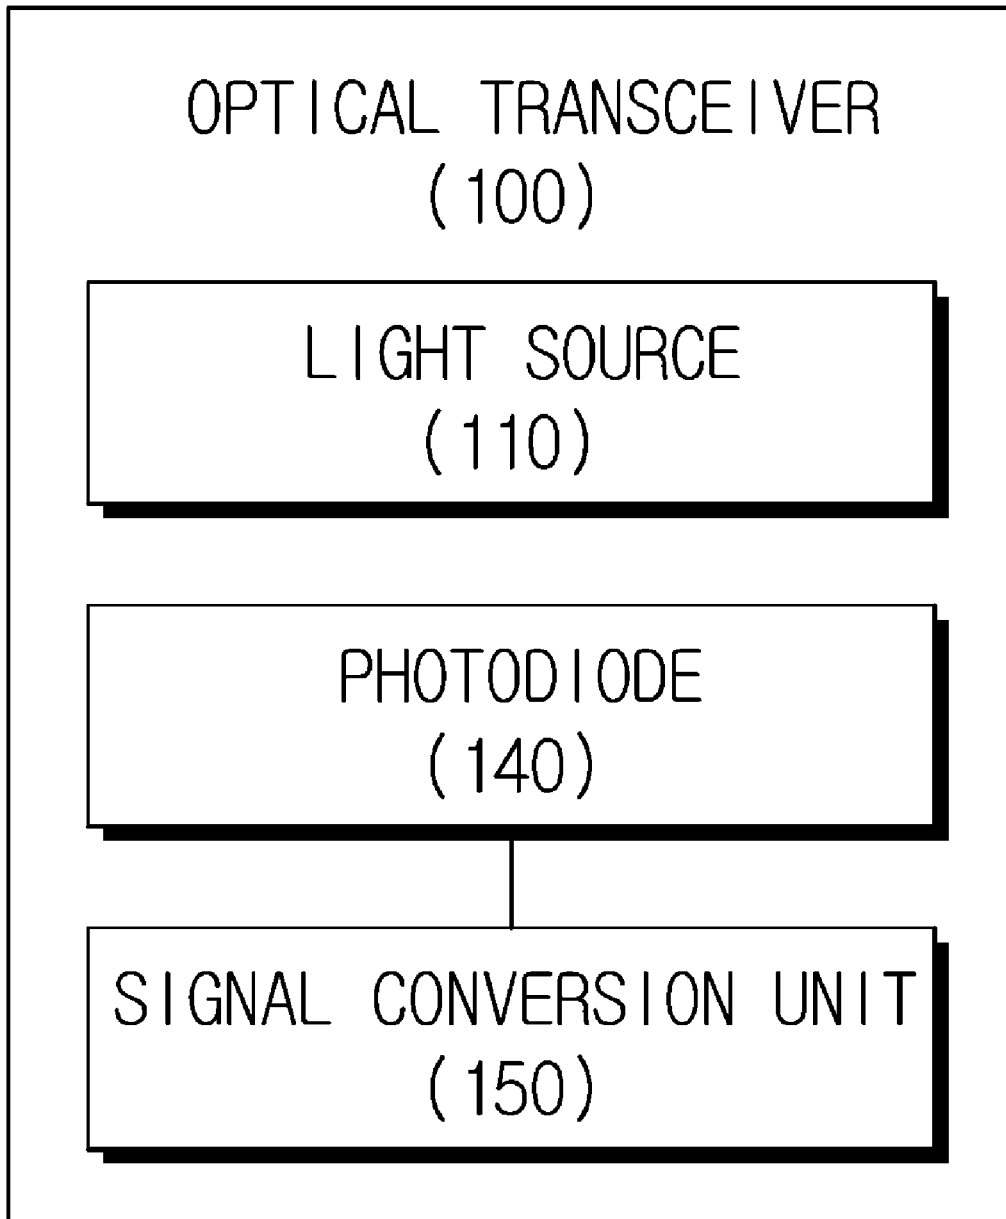 OPTICAL TRANSCEIVER
(100)
LIGHT SOURCE
(110)
PHOTODIODE
(140)
SIGNAL CONVERSION UNIT
(150)